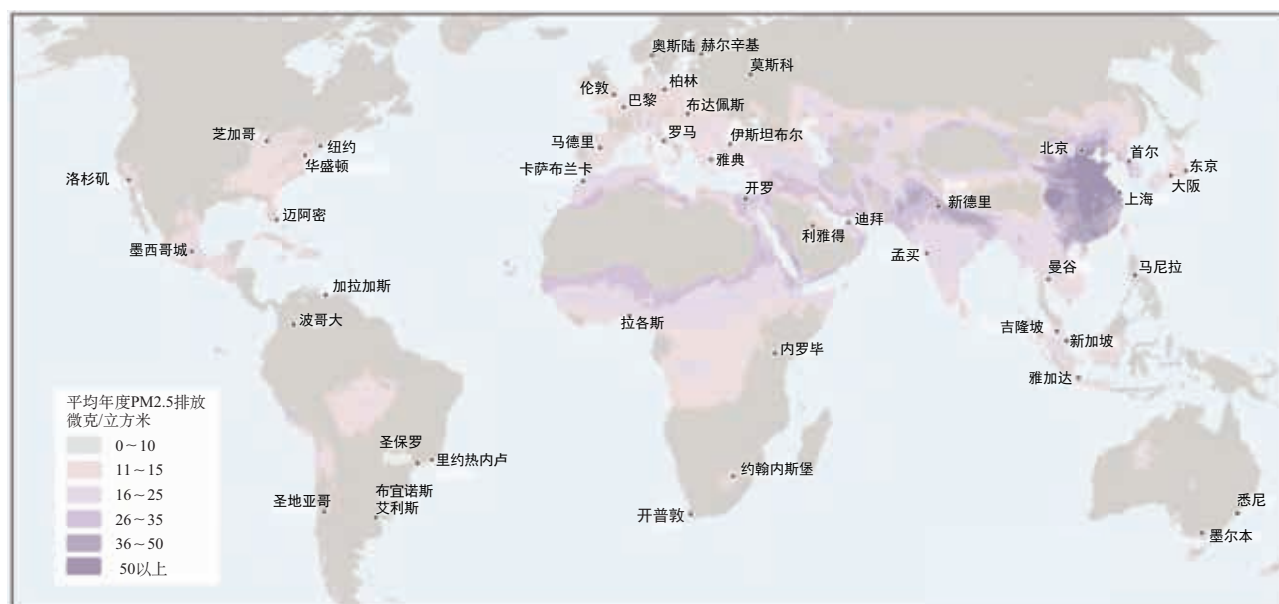 奥斯陆
赫尔辛基
莫斯科
伦敦
柏林
巴黎
布达佩斯
芝加哥
纽约
华盛顿
马德里
罗马
伊斯坦布尔
雅典
北京
首尔
东京
大阪
洛杉矶
卡萨布兰卡
开罗
新德里
上海
迈阿密
迪拜
利雅得
墨西哥城
孟买
曼谷
马尼拉
加拉加斯
波哥大
拉各斯
内罗毕
吉隆坡
新加坡
雅加达
圣保罗
里约热内卢
约翰内斯堡
圣地亚哥
布宜诺斯
艾利斯
开普敦
悉尼
墨尔本
平均年度PM2.5排放
微克/立方米
0～10
11～15
16～25
26～35
36～50
50以上